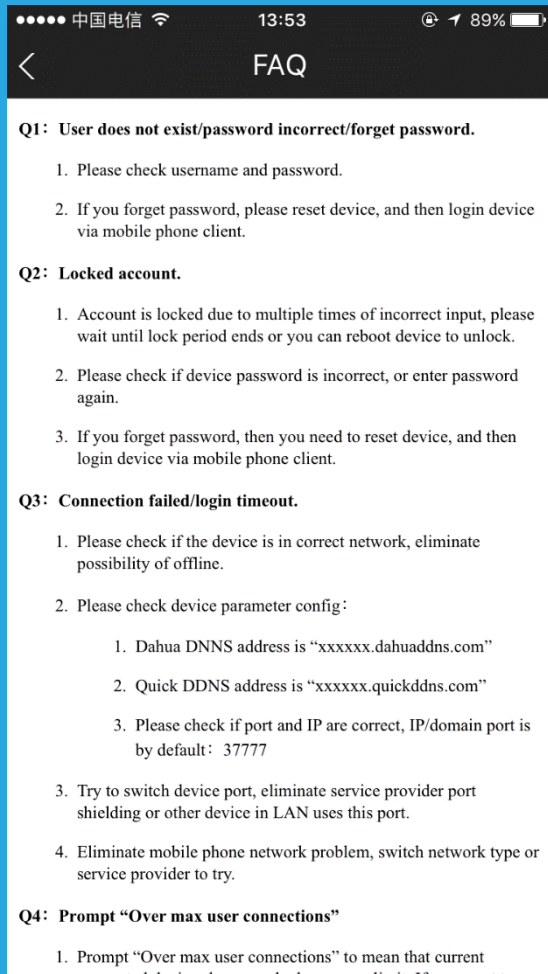 中国电信 13:53 89%
FAQ
Q1: User does not exist/password incorrect/forget password.
1. Please check username and password.
2. If you forget password, please reset device, and then login device
via mobile phone client.
Q2: Locked account.
1. Account is locked due to multiple times of incorrect input, please
wait until lock period ends or you can reboot device to unlock.
2. Please check if device password is incorrect, or enter password
again.
3. If you forget password, then you need to reset device, and then
login device via mobile phone client.
Q3: Connection failed/login timeout.
1. Please check if the device is in correct network, eliminate
possibility of offline.
2. Please check device parameter config:
1. Dahua DNNS address is “xxxxxx.dahuaddns.com”
2. Quick DDNS address is “xxxxxx.quickddns.com”
3. Please check if port and IP are correct, IP/domain port is
by default: 37777
3. Try to switch device port, eliminate service provider port
shielding or other device in LAN uses this port.
4. Eliminate mobile phone network problem, switch network type or
service provider to try.
Q4: Prompt “Over max user connections”
1. Prompt “Over max user connections” to mean that current